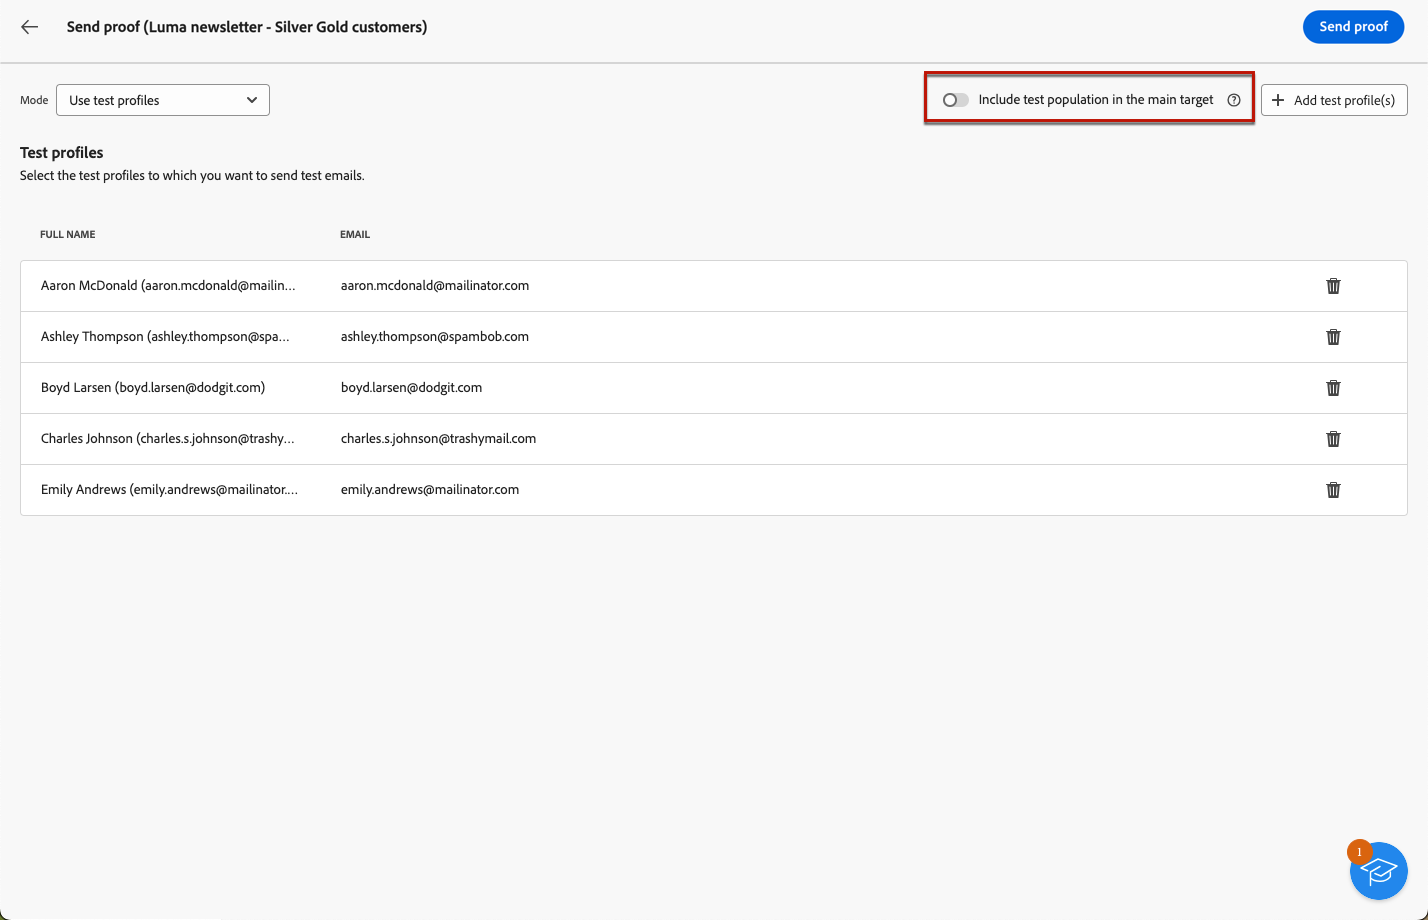 Send proof (Luma newsletter - Silver Gold customers)
Send proof
Mode
Use test profiles
Include test population in the main target
Add test profile(s)
Test profiles
Select the test profiles to which you want to send test emails.
FULL NAME EMAIL
Aaron McDonald (aaron.mcdonald@mailin... aaron.mcdonald@mailinator.com
Ashley Thompson (ashley.thompson@spa... ashley.thompson@spambob.com
Boyd Larsen (boyd.larsen@dodgit.com) boyd.larsen@dodgit.com
Charles Johnson (charles.s.johnson@trashy... charles.s.johnson@trashymail.com
Emily Andrews (emily.andrews@mailinator.... emily.andrews@mailinator.com
1